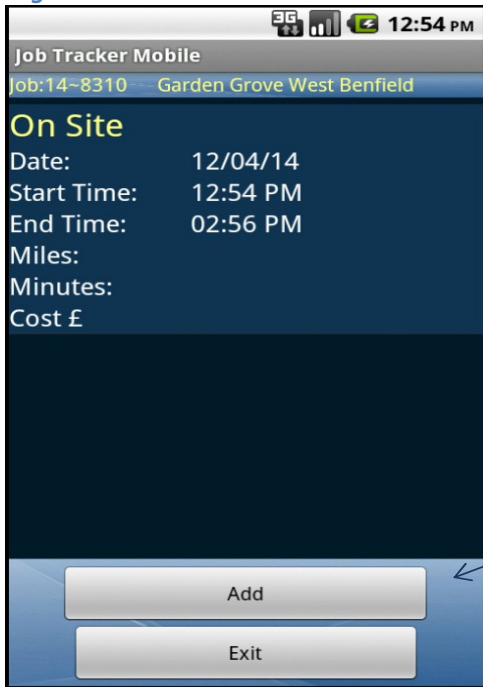 3G 12:54 PM
Job Tracker Mobile
Job:14~8310 Garden Grove West Benfield
On Site
Date: 12/04/14
Start Time: 12:54 PM
End Time: 02:56 PM
Miles:
Minutes:
Cost £
Add
Exit